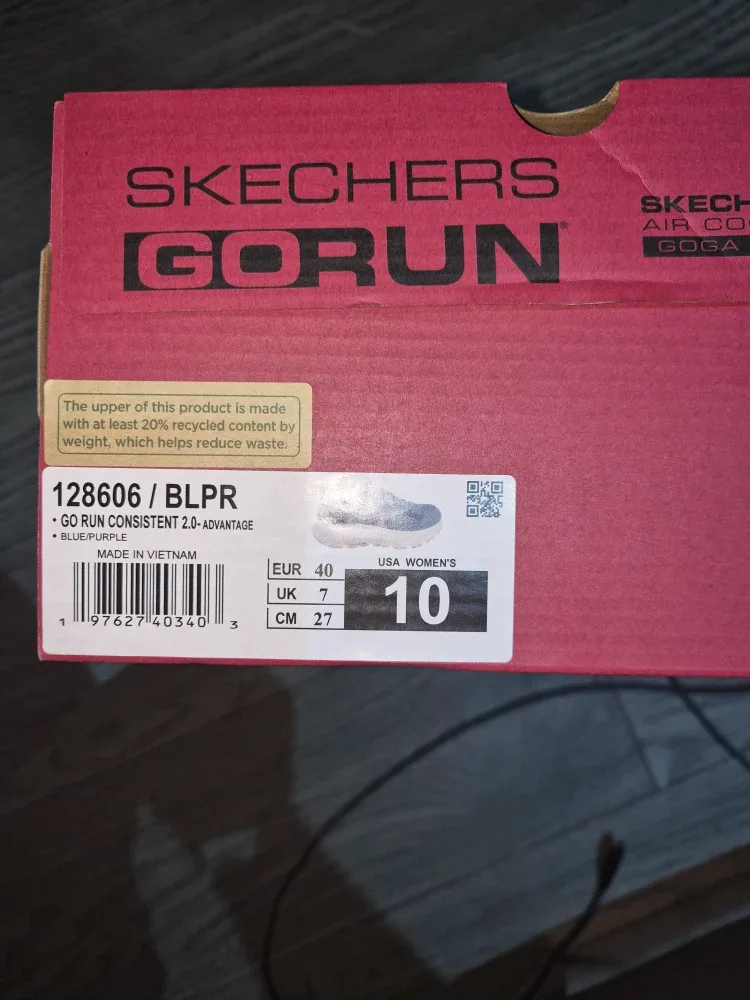 SKECHERS
GORUN®
SKECH
AIR CO
GOGA
The upper of this product is made
with at least 20% recycled content by
weight, which helps reduce waste.
128606 / BLPR
• GO RUN CONSISTENT 2.0- ADVANTAGE
• BLUE/PURPLE
MADE IN VIETNAM
1 97627 40340 3
EUR 40
UK 7
CM 27
USA WOMEN'S
10